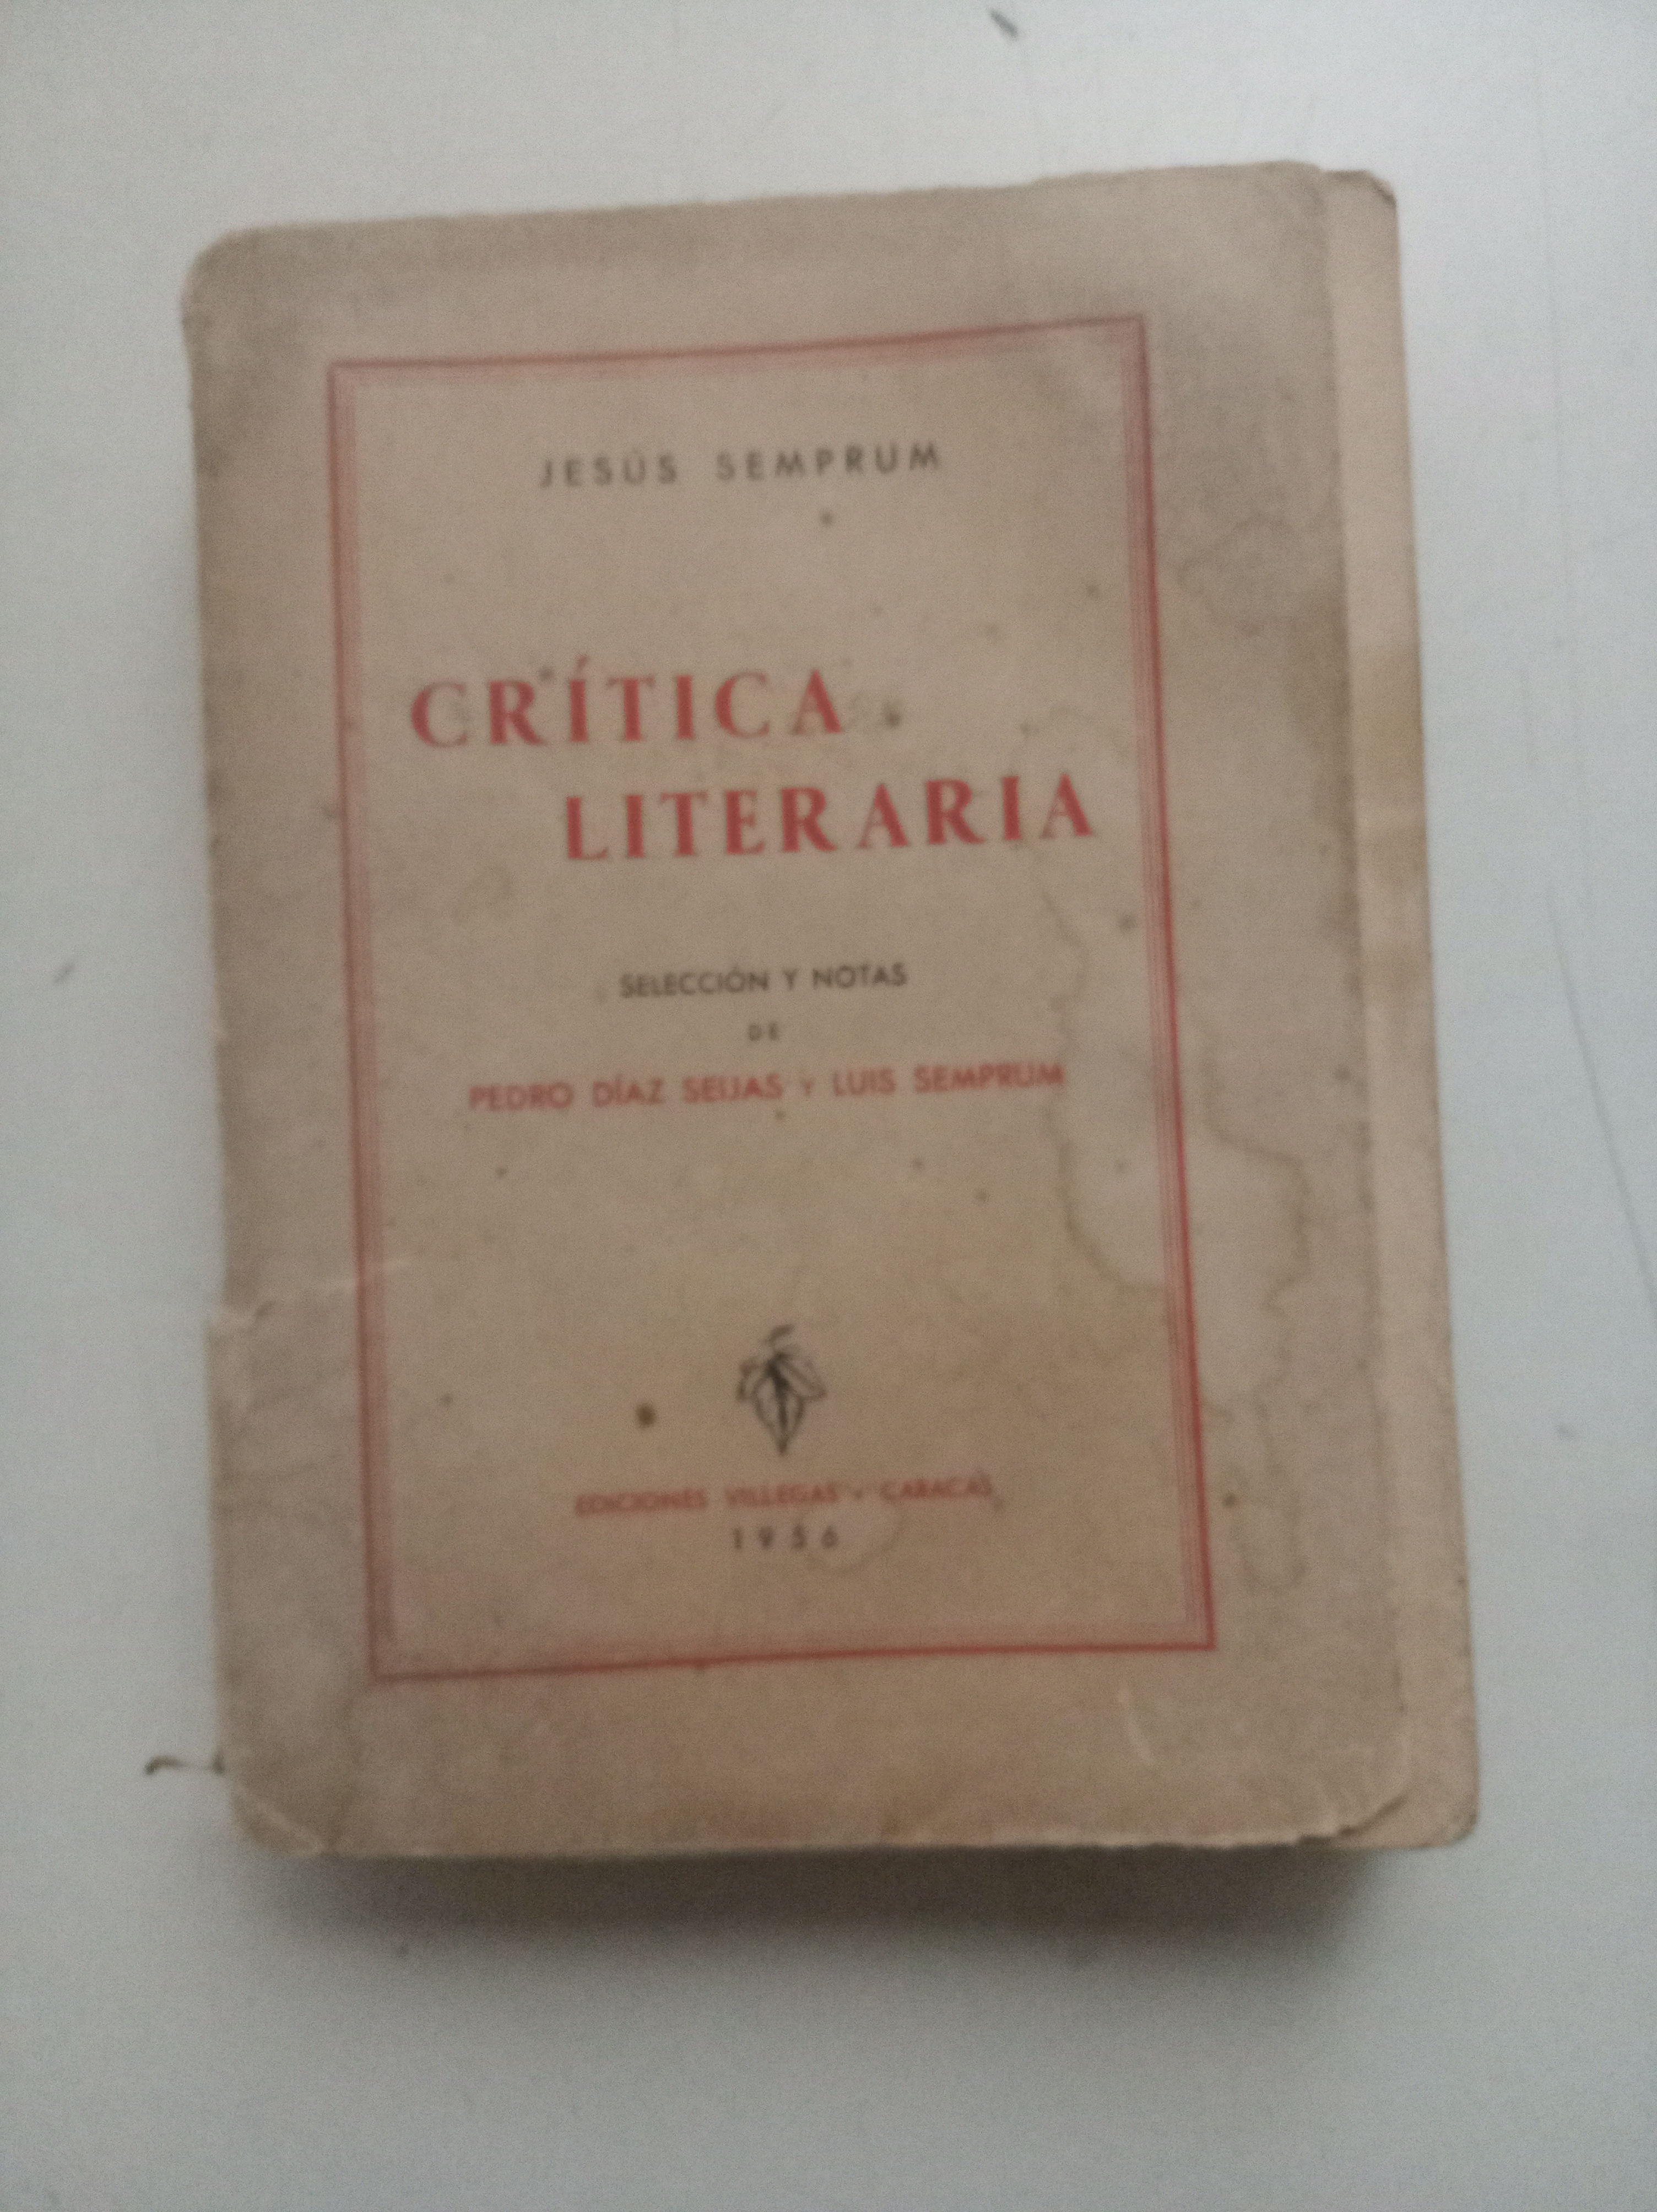 JESÚS SEMPRUM
CRÍTICA
LITERARIA
SELECCIÓN Y NOTAS
DE
PEDRO DÍAZ SEIJAS Y LUIS SEMPRUM
EDICIONES VILLEGAS - CARACAS
1956